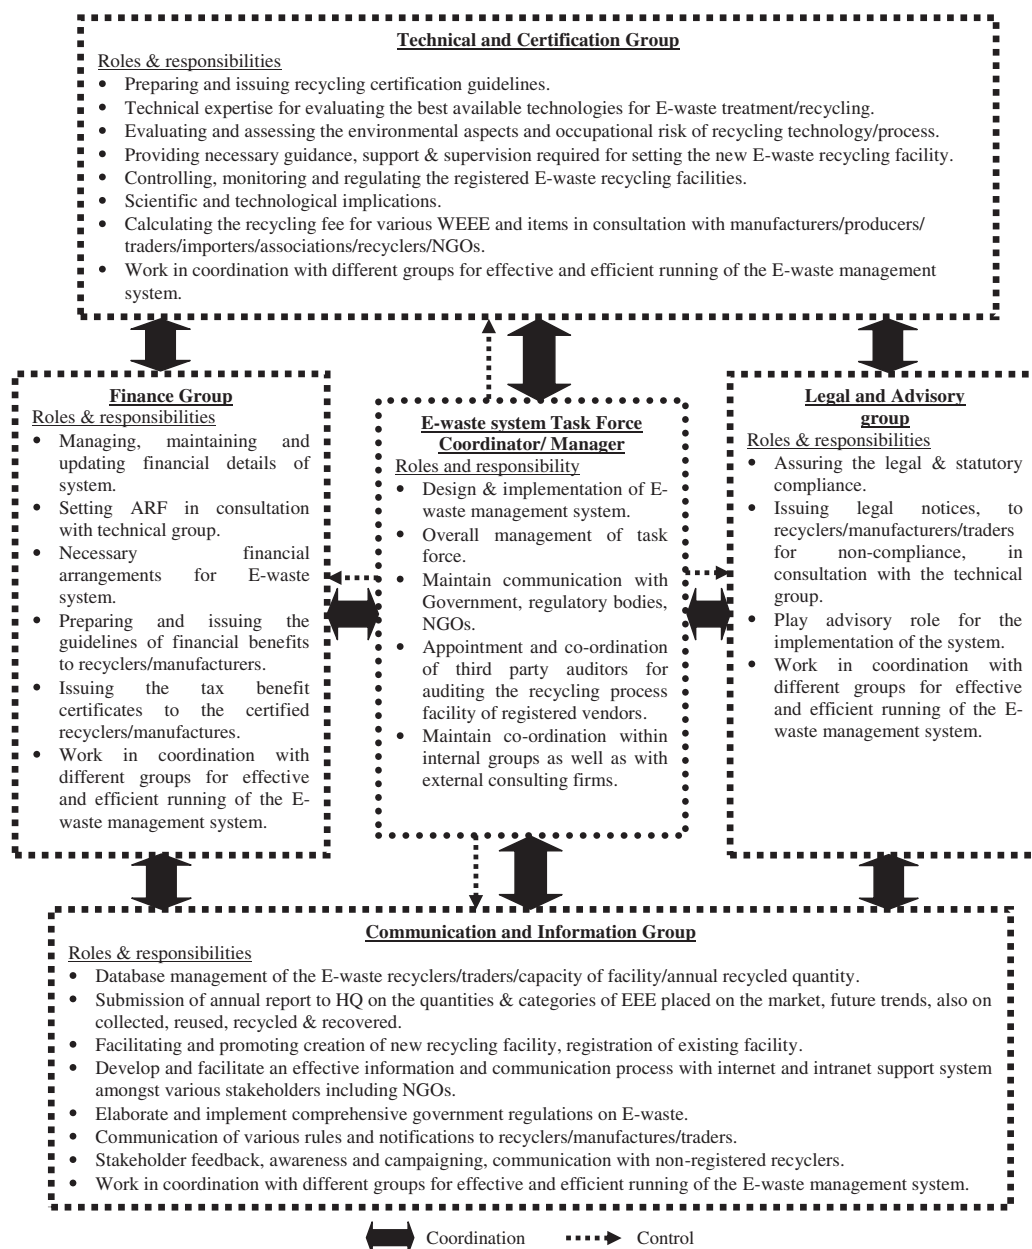 Technical and Certification Group
Roles & responsibilities
• Preparing and issuing recycling certification guidelines.
• Technical expertise for evaluating the best available technologies for E-waste treatment/recycling.
• Evaluating and assessing the environmental aspects and occupational risk of recycling technology/process.
• Providing necessary guidance, support & supervision required for setting the new E-waste recycling facility.
• Controlling, monitoring and regulating the registered E-waste recycling facilities.
• Scientific and technological implications.
• Calculating the recycling fee for various WEEE and items in consultation with manufacturers/producers/
traders/importers/associations/recyclers/NGOs.
• Work in coordination with different groups for effective and efficient running of the E-waste management
system.
Finance Group
Roles & responsibilities
• Managing, maintaining and
updating financial details of
system.
• Setting ARF in consultation
with technical group.
• Necessary financial
arrangements for E-waste
system.
• Preparing and issuing the
guidelines of financial benefits
to recyclers/manufacturers.
• Issuing the tax benefit
certificates to the certified
recyclers/manufactures.
• Work in coordination with
different groups for effective
and efficient running of the E-
waste management system.
E-waste system Task Force
Coordinator/ Manager
Roles and responsibility
• Design & implementation of E-
waste management system.
• Overall management of task
force.
• Maintain communication with
Government, regulatory bodies,
NGOs.
• Appointment and co-ordination
of third party auditors for
auditing the recycling process
facility of registered vendors.
• Maintain co-ordination within
internal groups as well as with
external consulting firms.
Legal and Advisory
group
Roles & responsibilities
• Assuring the legal & statutory
compliance.
• Issuing legal notices, to
recyclers/manufacturers/traders
for non-compliance, in
consultation with the technical
group.
• Play advisory role for the
implementation of the system.
• Work in coordination with
different groups for effective
and efficient running of the E-
waste management system.
Communication and Information Group
Roles & responsibilities
• Database management of the E-waste recyclers/traders/capacity of facility/annual recycled quantity.
• Submission of annual report to HQ on the quantities & categories of EEE placed on the market, future trends, also on
collected, reused, recycled & recovered.
• Facilitating and promoting creation of new recycling facility, registration of existing facility.
• Develop and facilitate an effective information and communication process with internet and intranet support system
amongst various stakeholders including NGOs.
• Elaborate and implement comprehensive government regulations on E-waste.
• Communication of various rules and notifications to recyclers/manufactures/traders.
• Stakeholder feedback, awareness and campaigning, communication with non-registered recyclers.
• Work in coordination with different groups for effective and efficient running of the E-waste management system.
Coordination
Control